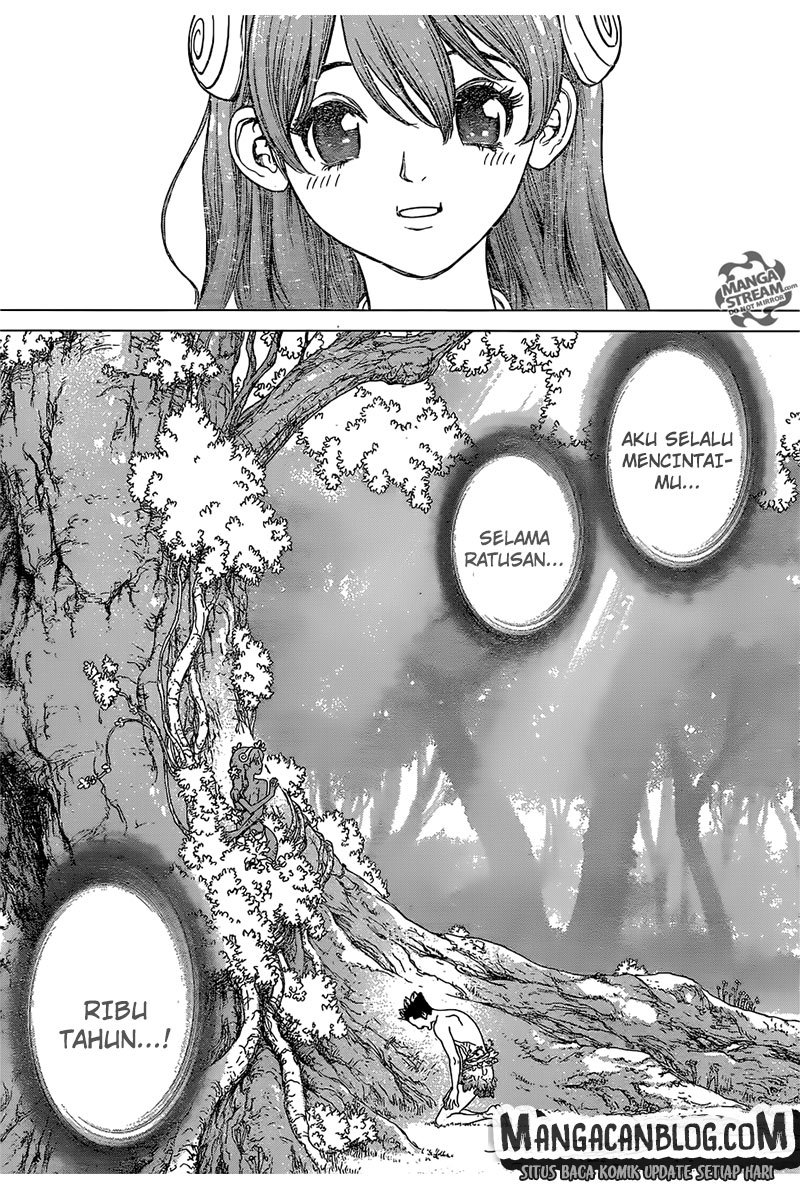 MANGA
STREAM.com
DO NOT MIRROR!
AKU SELALU
MENCINTAI-
MU...
SELAMA
RATUSAN...
RIBU
TAHUN...!
MANGACANBLOG.COM
SITUS BACA KOMIK UPDATE SETIAP HARI